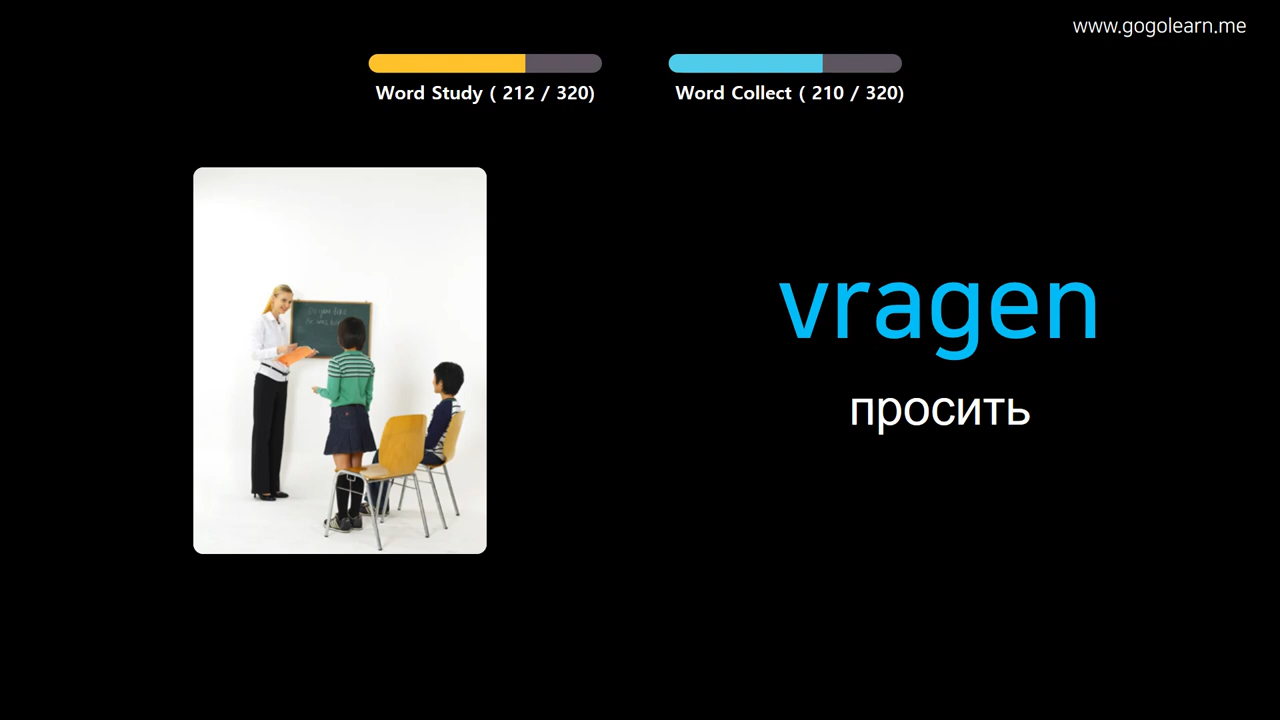 www.gogolearn.me
Word Study ( 212 / 320)
Word Collect ( 210 / 320)
vragen
просить